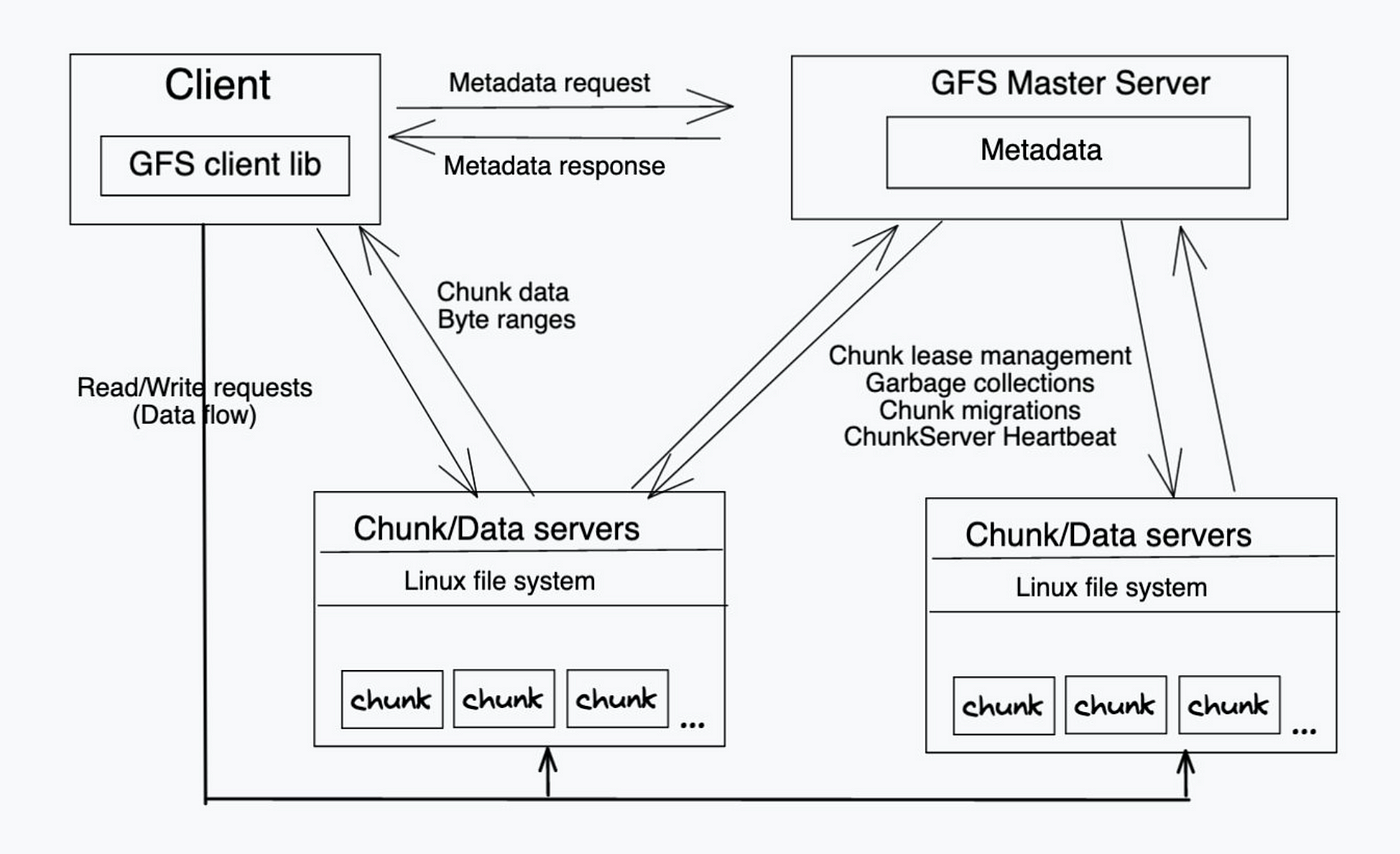 Client
GFS client lib
Metadata request
Metadata response
GFS Master Server
Metadata
Chunk data
Byte ranges
Read/Write requests
(Data flow)
Chunk lease management
Garbage collections
Chunk migrations
ChunkServer Heartbeat
Chunk/Data servers
Linux file system
chunk
chunk
chunk
...
Chunk/Data servers
Linux file system
chunk
chunk
chunk
...